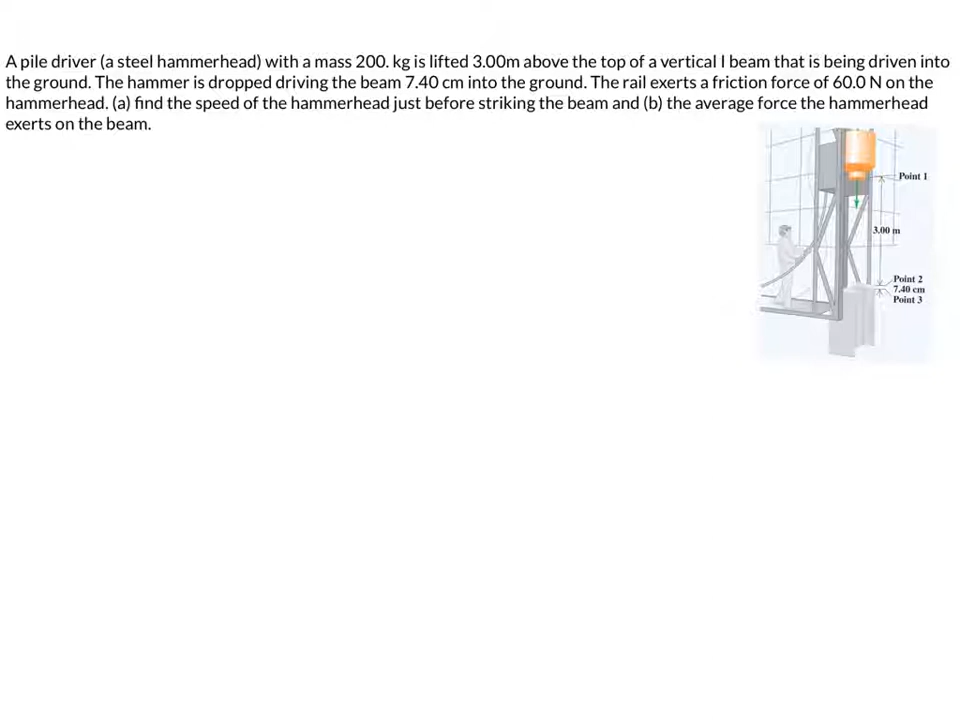 A pile driver (a steel hammerhead) with a mass 200. kg is lifted 3.00m above the top of a vertical I beam that is being driven into
the ground. The hammer is dropped driving the beam 7.40 cm into the ground. The rail exerts a friction force of 60.0 N on the
hammerhead. (a) find the speed of the hammerhead just before striking the beam and (b) the average force the hammerhead
exerts on the beam.
Point 1
3.00 m
Point 2
7.40 cm
Point 3